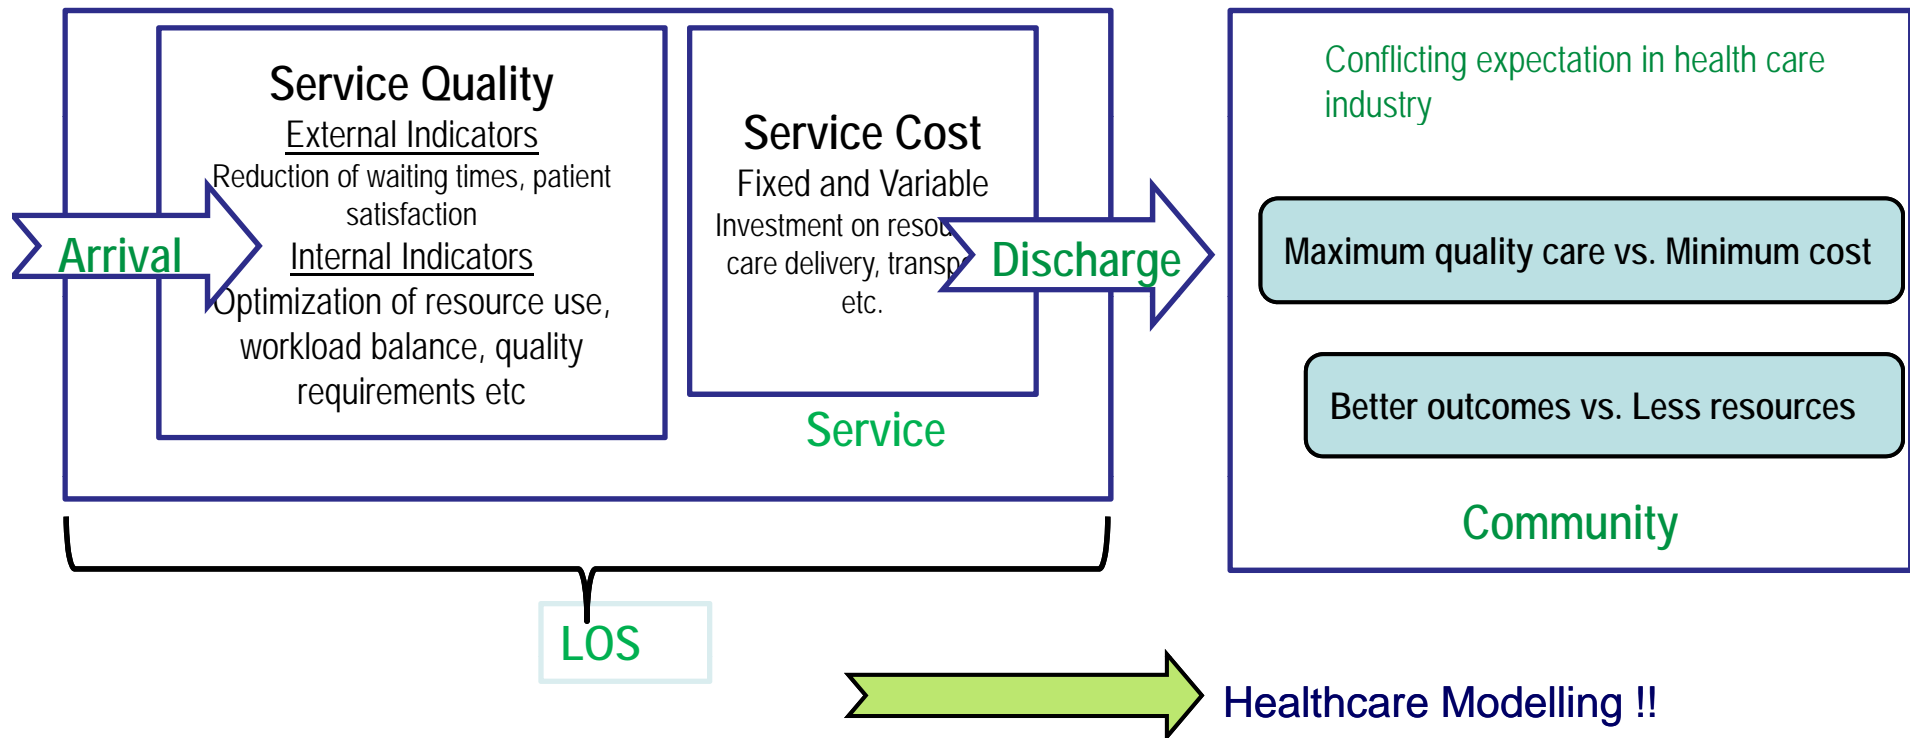 Service Quality
External Indicators
Reduction of waiting times, patient
satisfaction
Internal Indicators
Optimization of resource use,
workload balance, quality
requirements etc
Arrival
Service Cost
Fixed and Variable
Investment on resou
care delivery, transp
etc.
Service
Discharge
Conflicting expectation in health care
industry
Maximum quality care vs. Minimum cost
Better outcomes vs. Less resources
Community
LOS
Healthcare Modelling !!